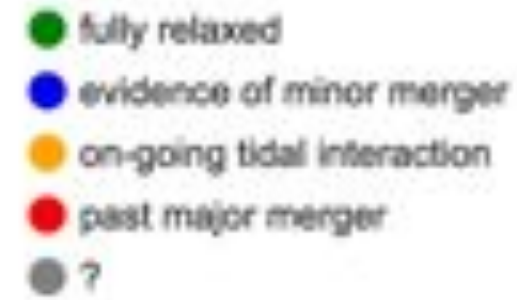 fully relaxed
evidence of minor merger
on-going tidal interaction
past major merger
?